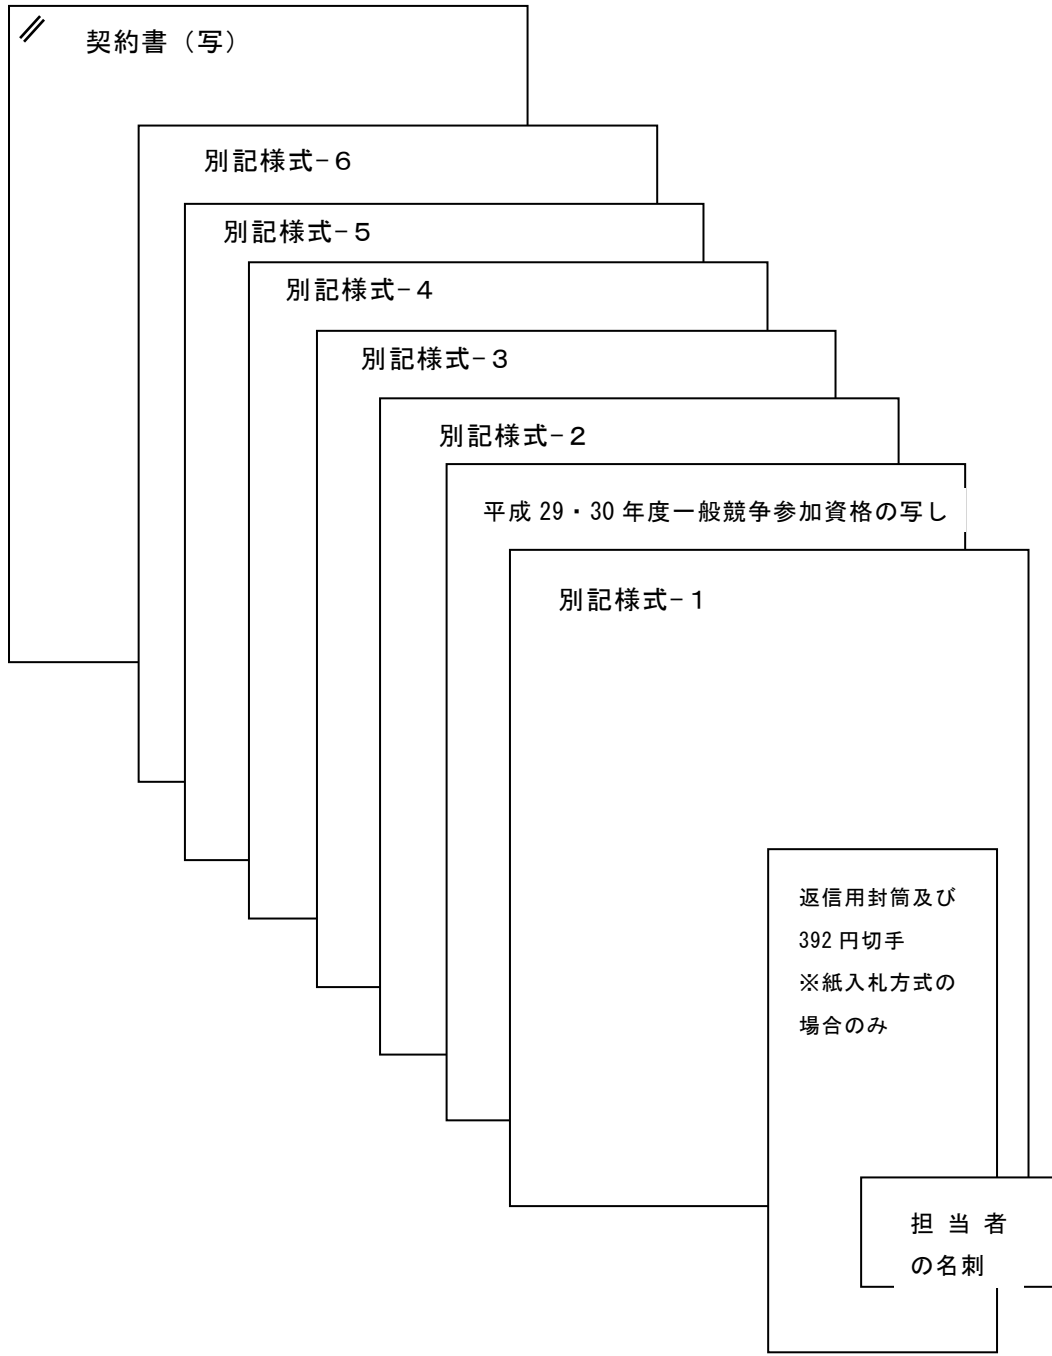 契約書（写）
別記様式-６
別記様式-５
別記様式-４
別記様式-３
別記様式-２
平成 29・30 年度一般競争参加資格の写し
別記様式-１
返信用封筒及び
392 円切手
※紙入札方式の
場合のみ
担 当 者
の名刺